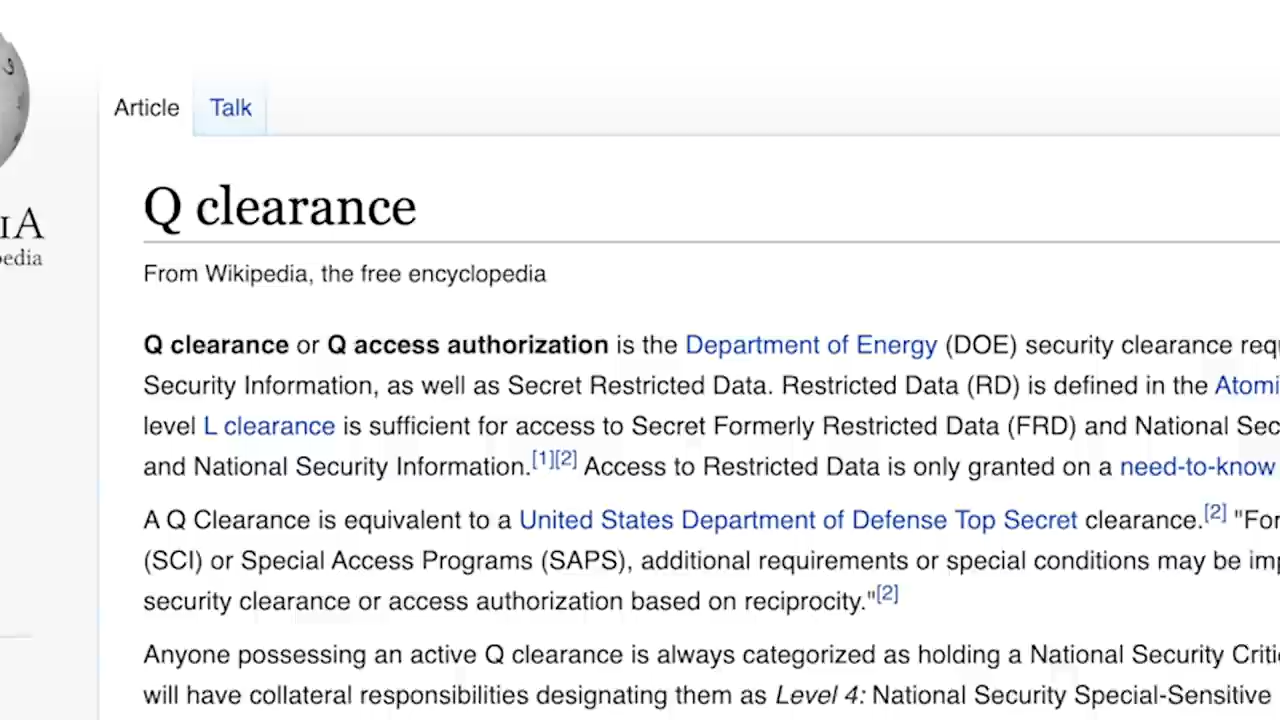 Article Talk
IA
pedia
Q clearance
From Wikipedia, the free encyclopedia
Q clearance or Q access authorization is the Department of Energy (DOE) security clearance
Security Information, as well as Secret Restricted Data. Restricted Data (RD) is defined in the
level L clearance is sufficient for access to Secret Formerly Restricted Data (FRD) and National
and National Security Information.[1][2] Access to Restricted Data is only granted on a need-to-know
A Q Clearance is equivalent to a United States Department of Defense Top Secret clearance.[2]
(SCI) or Special Access Programs (SAPS), additional requirements or special conditions may be
security clearance or access authorization based on reciprocity."[2]
Anyone possessing an active Q clearance is always categorized as holding a National Security
will have collateral responsibilities designating them as Level 4: National Security Special-Sensitive